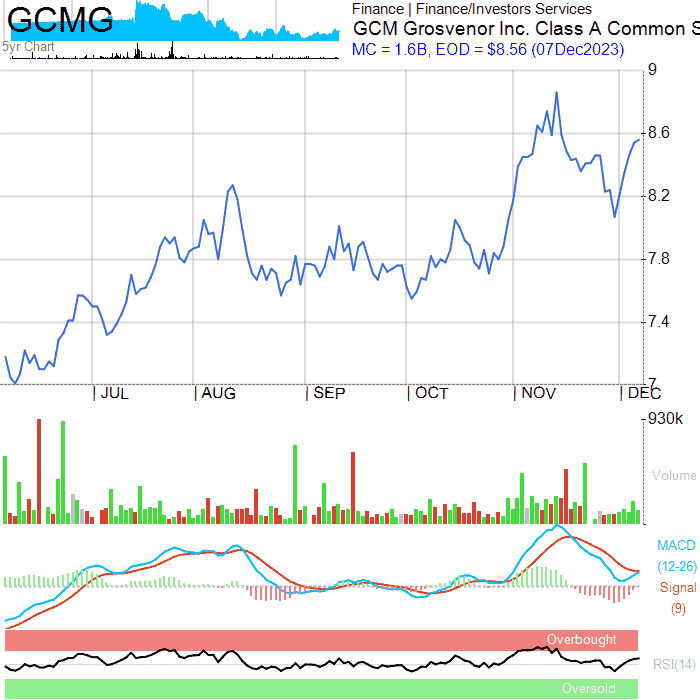 GCMG
5yr Chart
Finance | Finance/Investors Services
GCM Grosvenor Inc. Class A Common S
MC = 1.6B, EOD = $8.56 (07Dec2023)
9
8.6
8.2
7.8
7.4
7
JUL
AUG
SEP
OCT
NOV
DEC
930k
Volume
MACD
(12-26)
Signal
(9)
Overbought
RSI(14)
Oversold